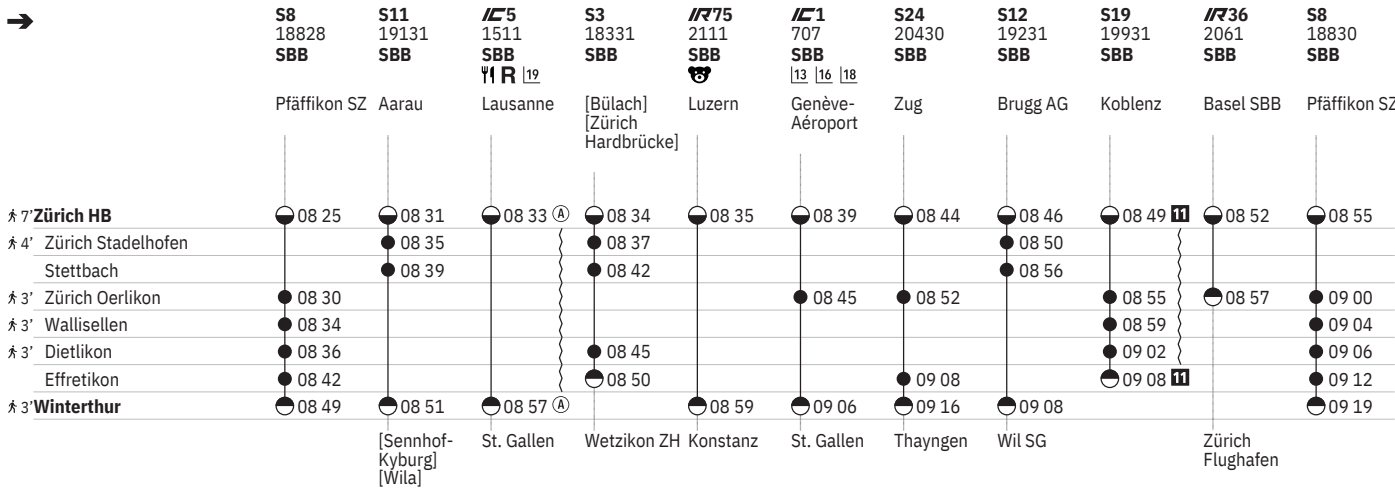 S8 S11 IC5 S3 IR75 IC1 S24 S12 S19 IR36 S8
18828 19131 1511 18331 2111 707 20430 19231 19931 2061 18830
SBB SBB SBB SBB SBB SBB SBB SBB SBB SBB SBB
R 19 13 16 18
Pfäffikon SZ Aarau Lausanne [Bülach] Luzern Genève- Zug Brugg AG Koblenz Basel SBB Pfäffikon SZ
[Zürich Aéroport
Hardbrücke]
7' Zürich HB 08 25 08 31 08 33 A 08 34 08 35 08 39 08 44 08 46 08 49 11 08 52 08 55
4' Zürich Stadelhofen 08 35 08 37 08 50
Stettbach 08 39 08 42 08 56
3' Zürich Oerlikon 08 30 08 45 08 52 08 55 08 57 09 00
3' Wallisellen 08 34 08 59 09 04
3' Dietlikon 08 36 08 45 09 02 09 06
Effretikon 08 42 08 50 09 08 09 08 11 09 12
3' Winterthur 08 49 08 51 08 57 A 08 59 09 06 09 16 09 08 09 19
[Sennhof- St. Gallen Wetzikon ZH Konstanz St. Gallen Thayngen Wil SG Zürich
Kyburg] Flughafen
[Wila]